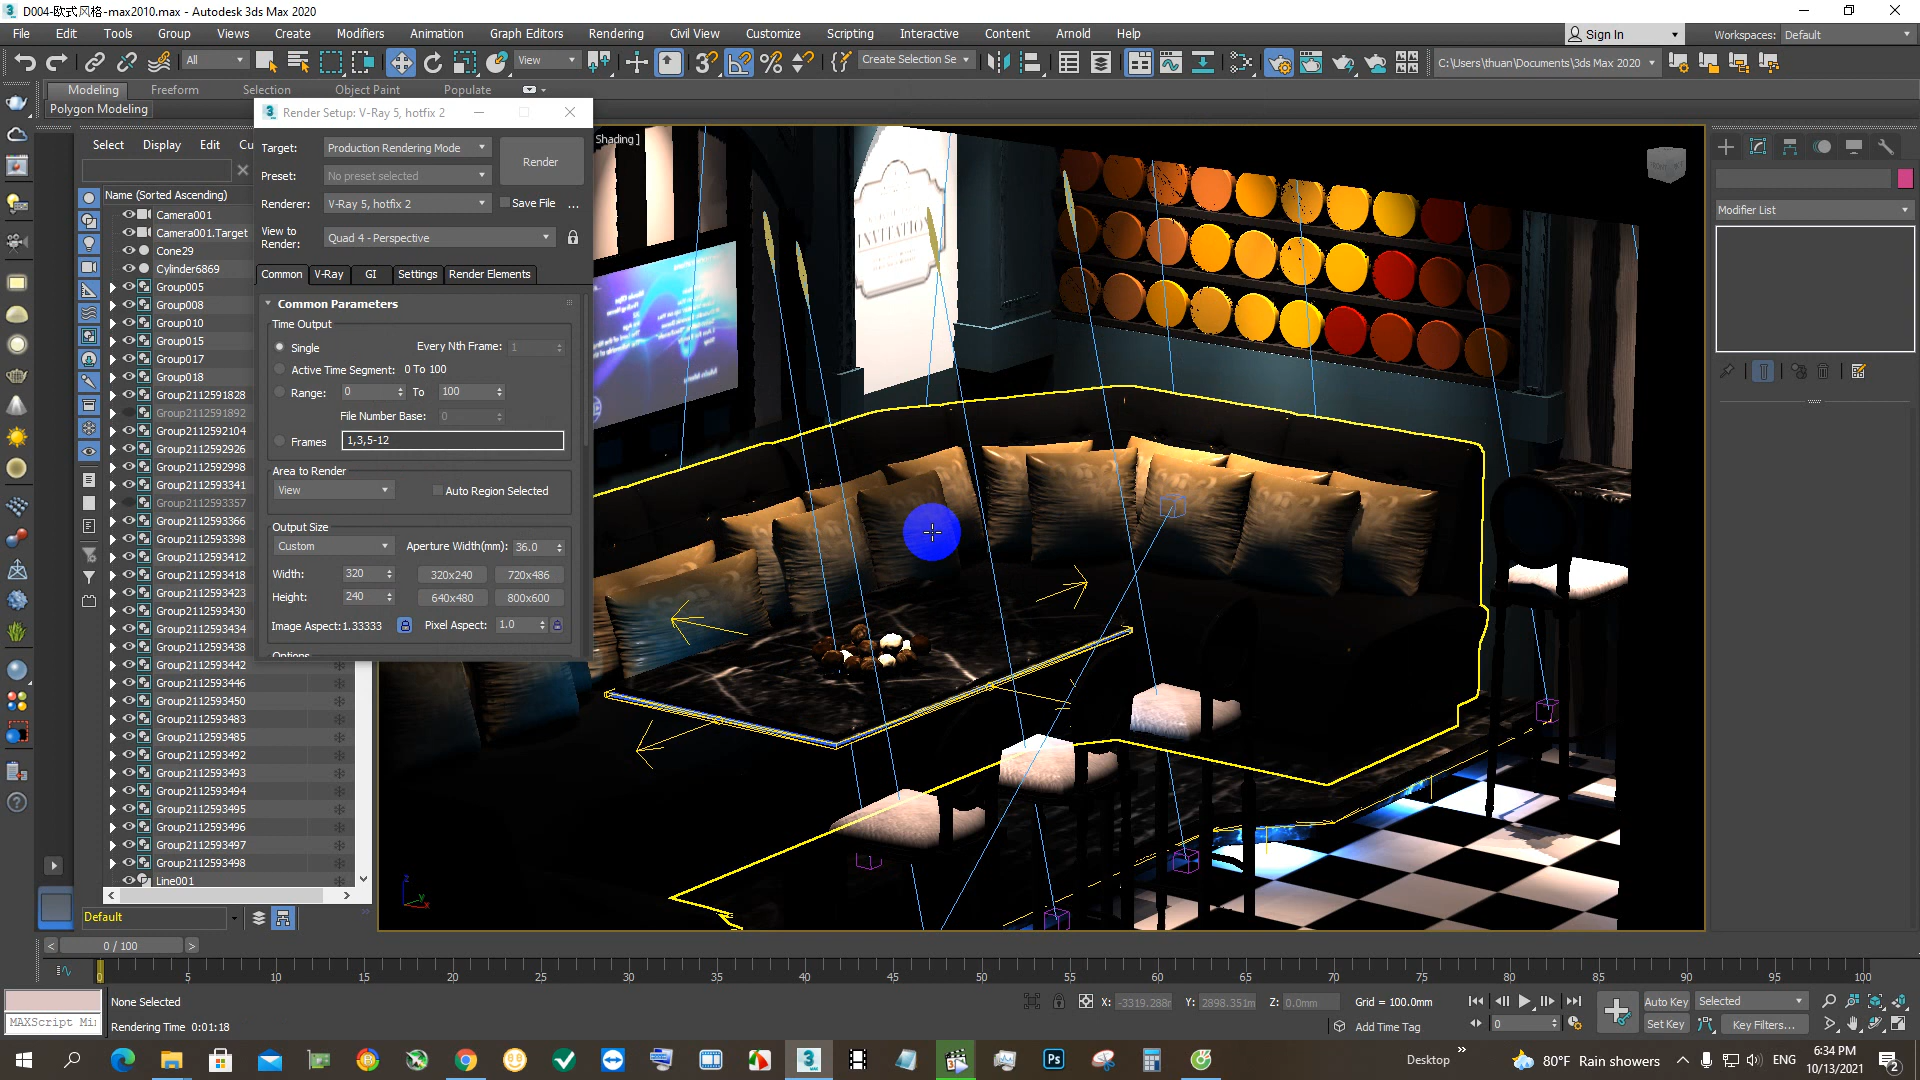 D004-欧式风格-max2010.max - Autodesk 3ds Max 2020
File Edit Tools Group Views Create Modifiers Animation Graph Editors Rendering Civil View Customize Scripting Interactive Content Arnold Help
Sign In
Workspaces: Default
All
View
Create Selection Se
C:\Users\thuan\Documents\3ds Max 2020
Modeling Freeform Selection Object Paint Populate
Polygon Modeling
Select Display Edit Cu
Name (Sorted Ascending)
Camera001
Camera001.Target
Cone29
Cylinder6869
Group005
Group008
Group010
Group015
Group017
Group018
Group2112591828
Group2112591892
Group2112592104
Group2112592926
Group2112592998
Group2112593341
Group2112593357
Group2112593366
Group2112593398
Group2112593412
Group2112593418
Group2112593423
Group2112593430
Group2112593434
Group2112593438
Group2112593442
Group2112593446
Group2112593450
Group2112593483
Group2112593485
Group2112593492
Group2112593493
Group2112593494
Group2112593495
Group2112593496
Group2112593497
Group2112593498
Line001
Default
Render Setup: V-Ray 5, hotfix 2
Target: Production Rendering Mode
Render
Preset: No preset selected
Renderer: V-Ray 5, hotfix 2
Save File ...
View to
Render: Quad 4 - Perspective
Common V-Ray GI Settings Render Elements
Common Parameters
Time Output
Single Every Nth Frame: 1
Active Time Segment: 0 To 100
Range: 0 To 100
File Number Base: 0
Frames 1,3,5-12
Area to Render
View Auto Region Selected
Output Size
Custom Aperture Width(mm): 36.0
Width: 320 320x240 720x486
Height: 240 640x480 800x600
Image Aspect:1.33333 Pixel Aspect: 1.0
Options
Shading ]
INVITATION
Modifier List
0 / 100
0 5 10 15 20 25 30 35 40 45 50 55 60 65 70 75 80 85 90 95 100
None Selected
X: -3319.288m Y: 2898.351m Z: 0.0mm Grid = 100.0mm
Auto Key Selected
MAXScript Mi
Rendering Time 0:01:18
Add Time Tag
0
Set Key Key Filters...
Desktop
80°F Rain showers
ENG
6:34 PM
10/13/2021
2